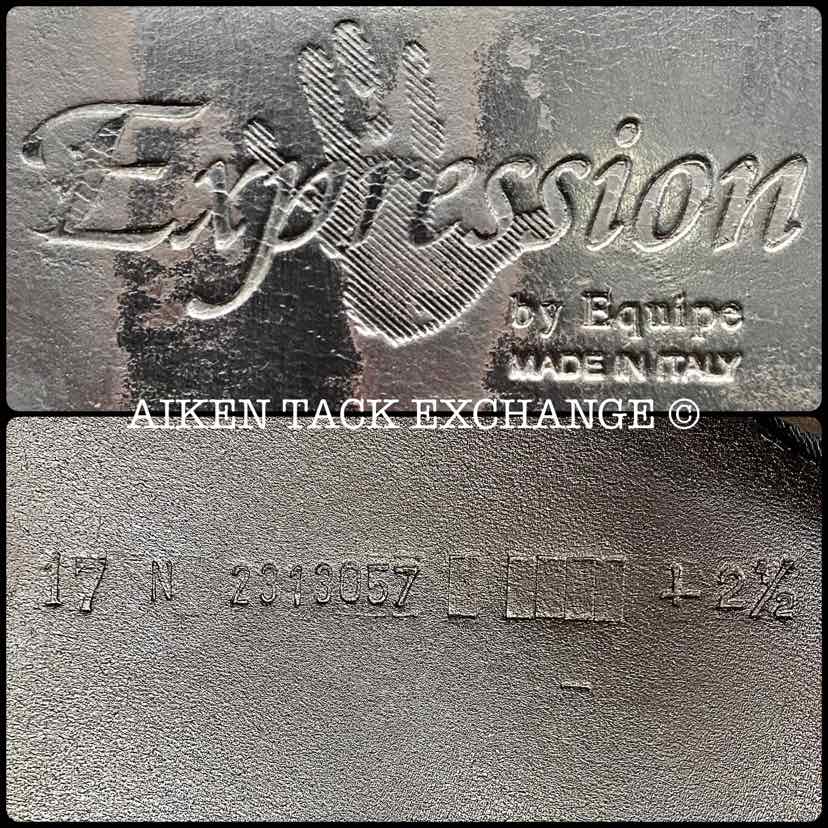 Expression
by Equipe
MADE IN ITALY
AIKEN TACK EXCHANGE ©
17 N 2313057 + 2½